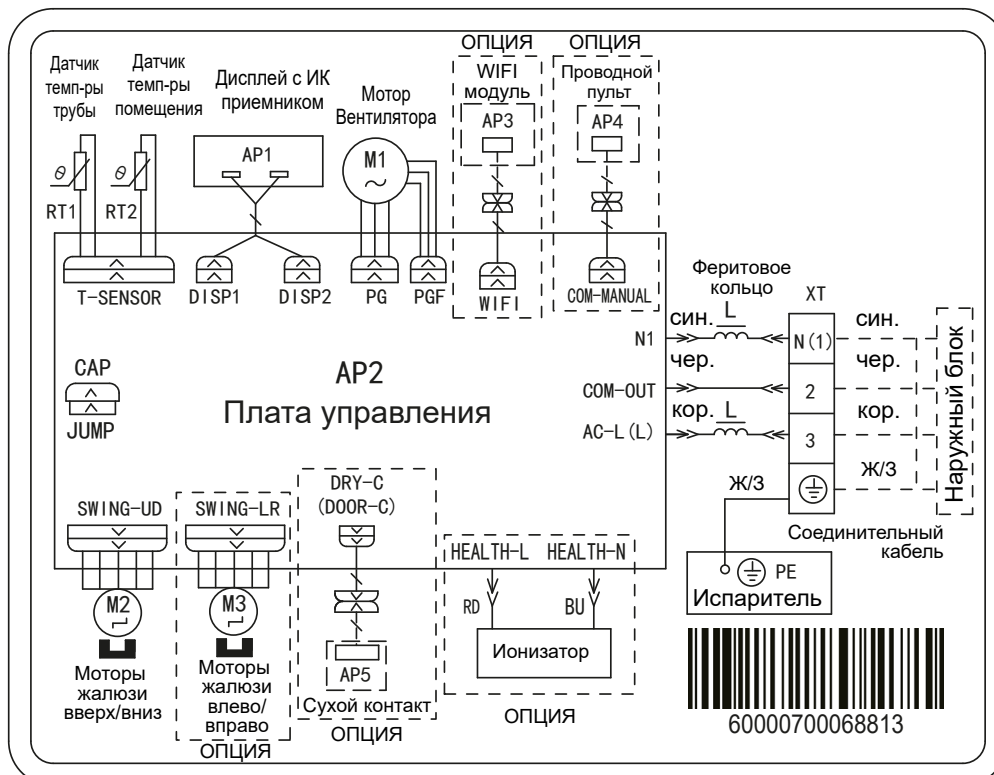 Датчик
темп-ры
трубы
Датчик
темп-ры
помещения
Дисплей с ИК
приемником
Мотор
Вентилятора
ОПЦИЯ
WIFI
модуль
ОПЦИЯ
Проводной
пульт
AP1
M1
AP3
AP4
θ
θ
RT1
RT2
T-SENSOR
DISP1
DISP2
PG
PGF
WIFI
COM-MANUAL
Феритовое
кольцо
XT
N1
син.
L
N(1)
син.
чер.
чер.
COM-OUT
2
кор.
L
кор.
AC-L(L)
3
Ж/З
Ж/З
Наружный блок
Соединительный
кабель
CAP
JUMP
AP2
Плата управления
SWING-UD
SWING-LR
DRY-C
(DOOR-C)
HEALTH-L
HEALTH-N
M2
M3
RD
BU
PE
Испаритель
Моторы
жалюзи
вверх/вниз
Моторы
жалюзи
влево/
вправо
ОПЦИЯ
AP5
Сухой контакт
ОПЦИЯ
Ионизатор
ОПЦИЯ
60000700068813